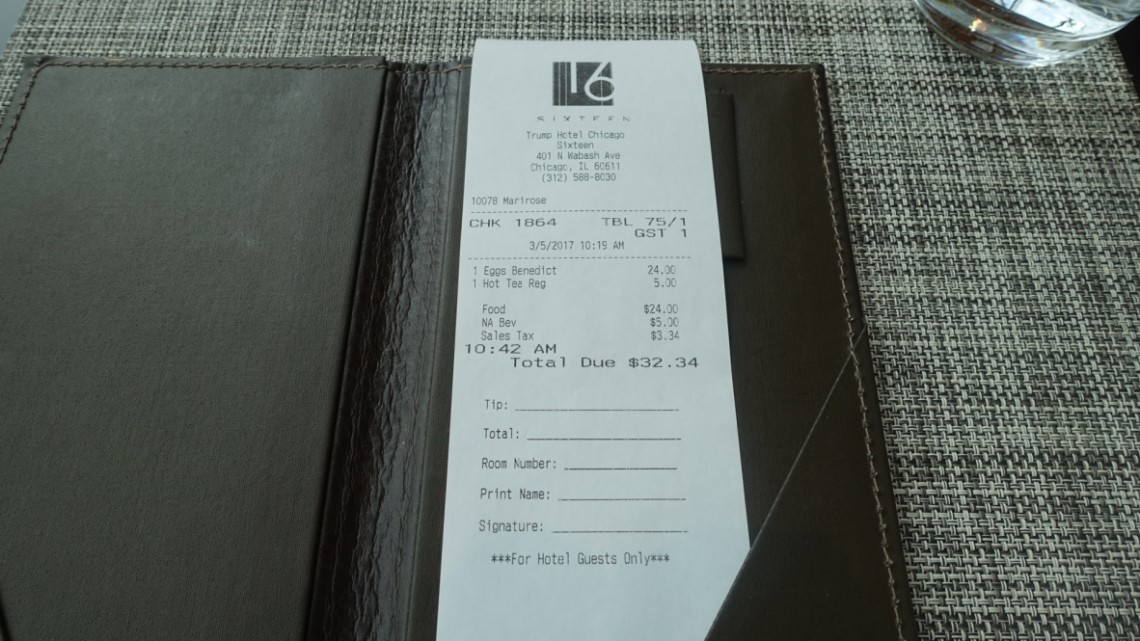 16
SIXTEEN
Trump Hotel Chicago
Sixteen
401 N Wabash Ave
Chicago, IL 60611
(312) 588-8030
10078 Marirose
CHK 1864 TBL 75/1
GST 1
3/5/2017 10:19 AM
1 Eggs Benedict 24.00
1 Hot Tea Reg 5.00
Food $24.00
NA Bev $5.00
Sales Tax $3.34
10:42 AM
Total Due $32.34
Tip:
Total:
Room Number:
Print Name:
Signature:
***For Hotel Guests Only***